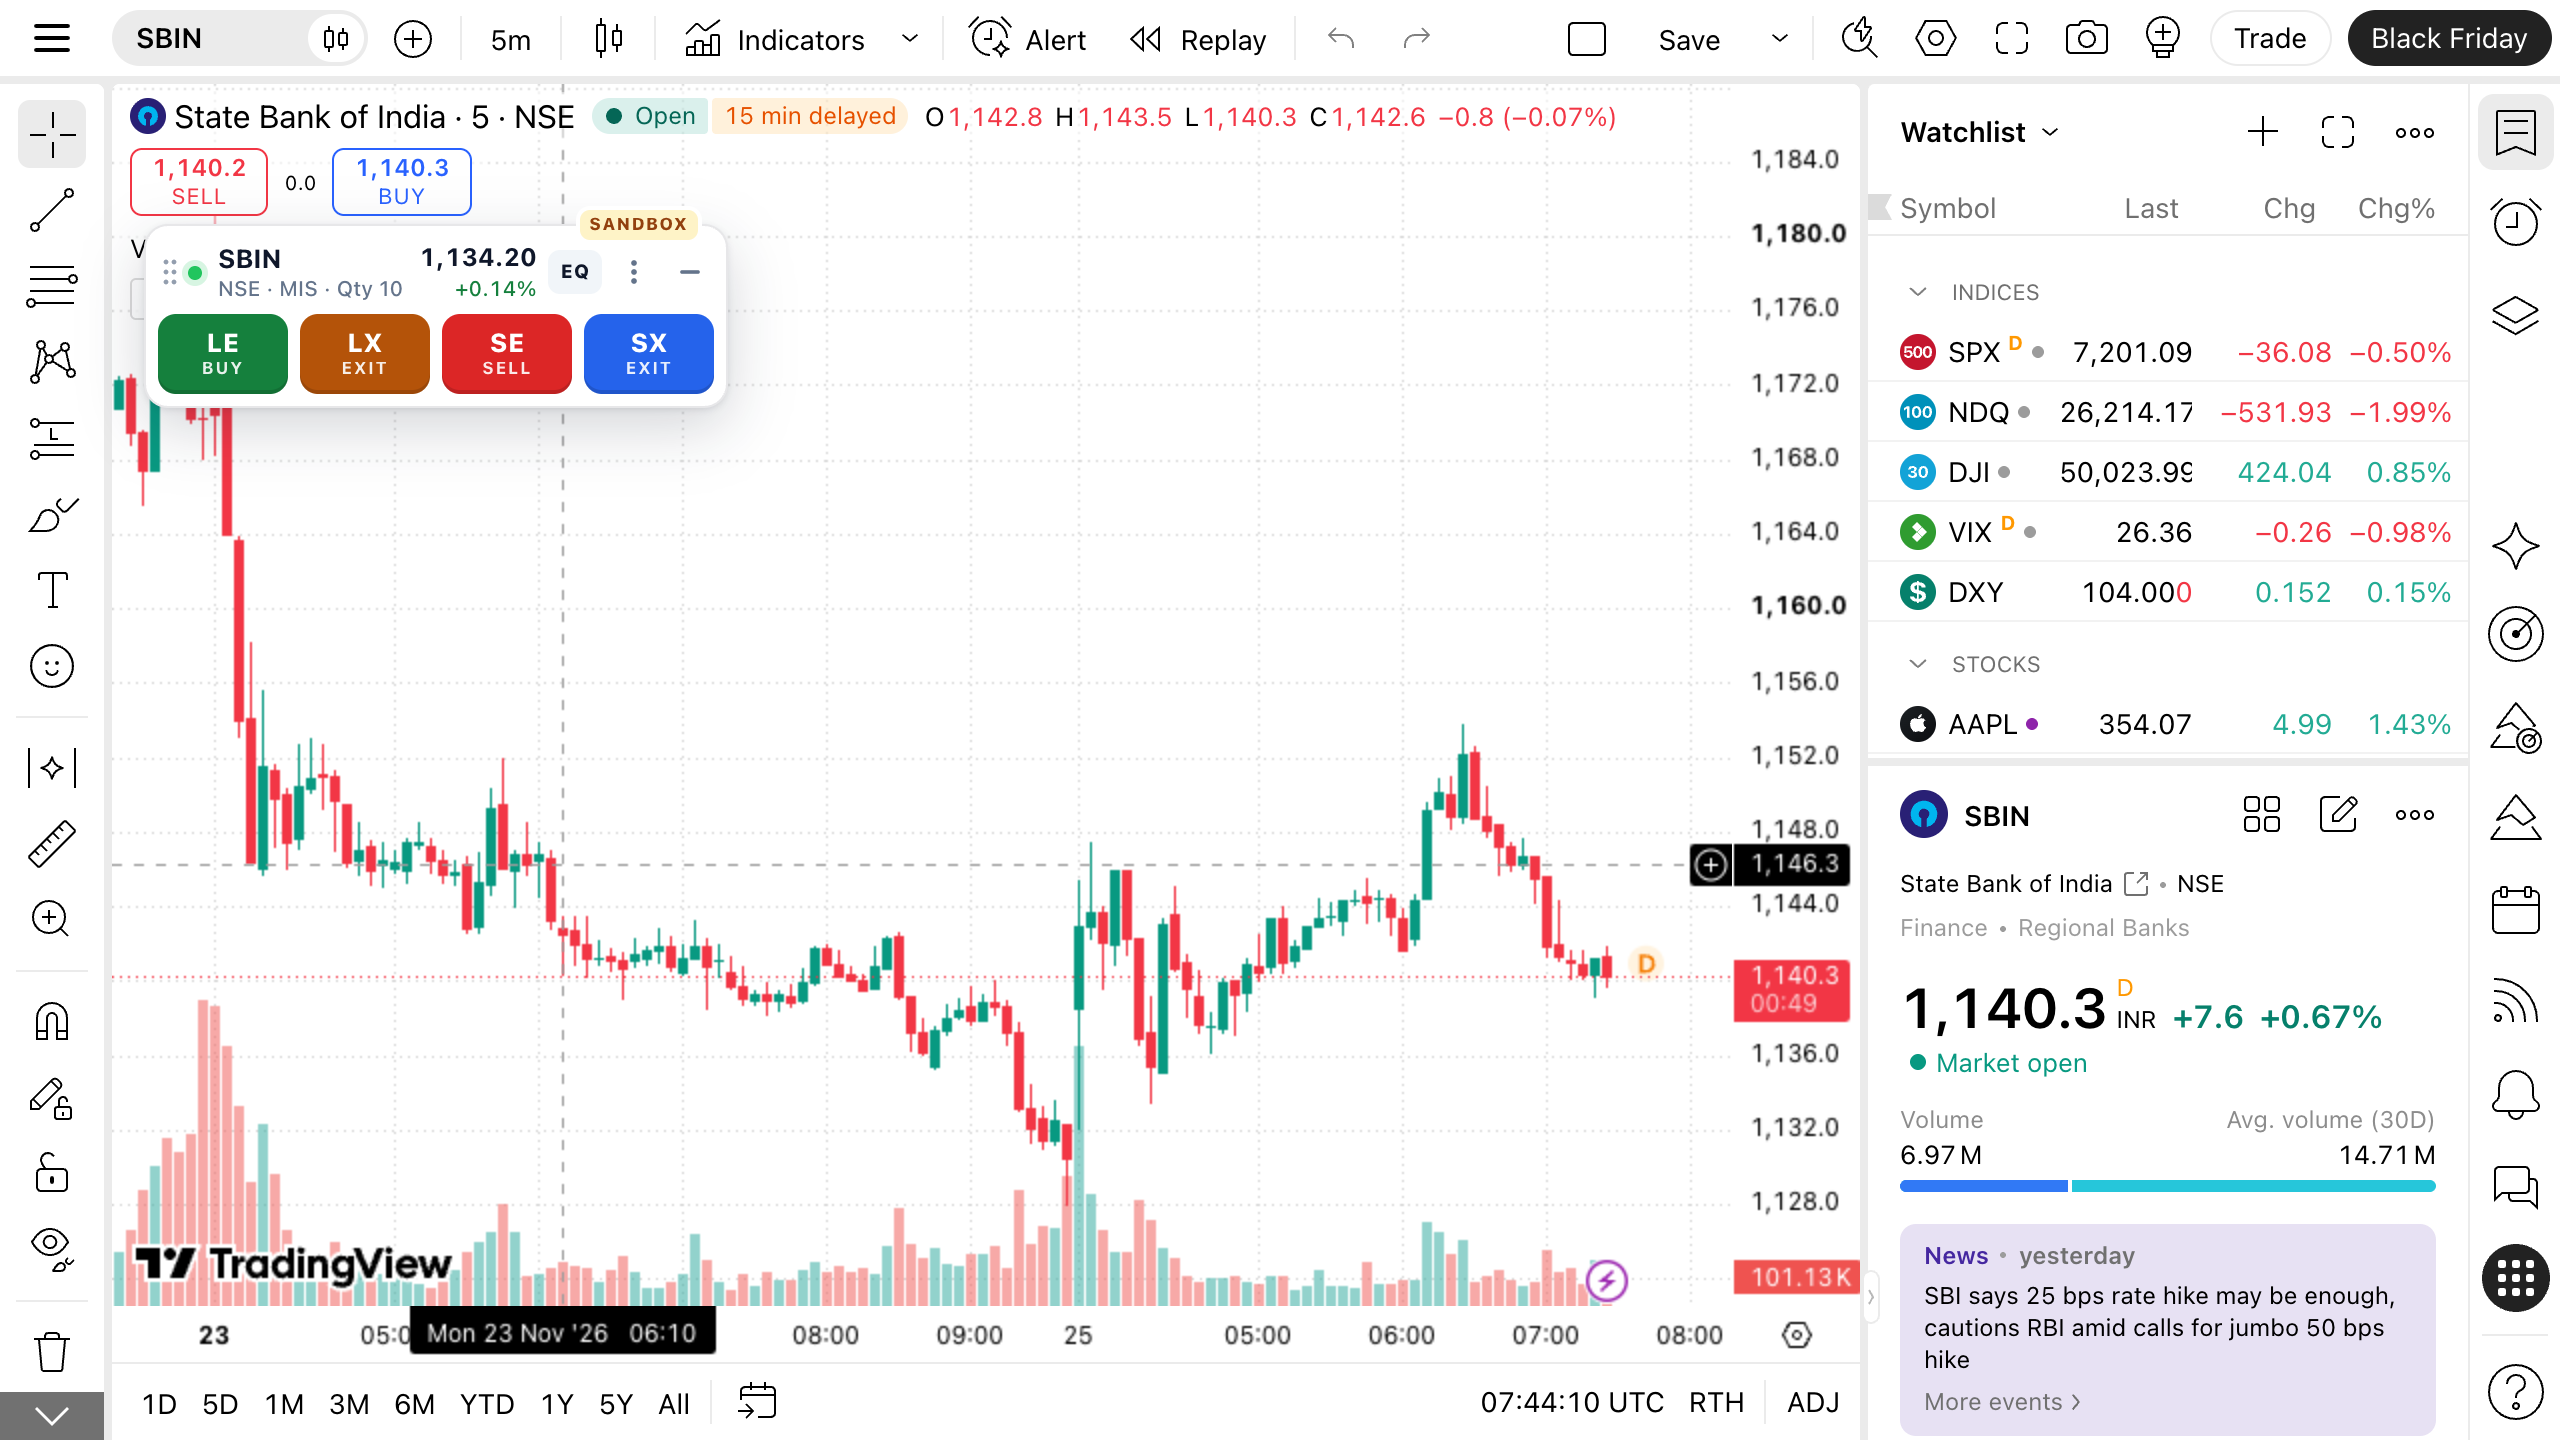 SBIN
5m
Indicators
Alert
Replay
Save
Trade
Black Friday
State Bank of India · 5 · NSE
Open
15 min delayed
O1,142.8 H1,143.5 L1,140.3 C1,142.6 −0.8 (−0.07%)
1,140.2
SELL
0.0
1,140.3
BUY
V
SANDBOX
SBIN
NSE · MIS · Qty 10
1,134.20
+0.14%
EQ
LE
BUY
LX
EXIT
SE
SELL
SX
EXIT
1,184.0
1,180.0
1,176.0
1,172.0
1,168.0
1,164.0
1,160.0
1,156.0
1,152.0
1,148.0
1,146.3
1,144.0
D
1,140.3
00:49
1,136.0
1,132.0
1,128.0
101.13 K
TradingView
23
05:0
Mon 23 Nov '26 06:10
08:00
09:00
25
05:00
06:00
07:00
08:00
1D 5D 1M 3M 6M YTD 1Y 5Y All
07:44:10 UTC
RTH
ADJ
Watchlist
Symbol Last Chg Chg%
INDICES
500 SPX D 7,201.09 −36.08 −0.50%
100 NDQ 26,214.17 −531.93 −1.99%
30 DJI 50,023.99 424.04 0.85%
VIX D 26.36 −0.26 −0.98%
$ DXY 104.000 0.152 0.15%
STOCKS
AAPL 354.07 4.99 1.43%
SBIN
State Bank of India • NSE
Finance • Regional Banks
1,140.3 D INR +7.6 +0.67%
Market open
Volume Avg. volume (30D)
6.97 M 14.71 M
News • yesterday
SBI says 25 bps rate hike may be enough,
cautions RBI amid calls for jumbo 50 bps
hike
More events